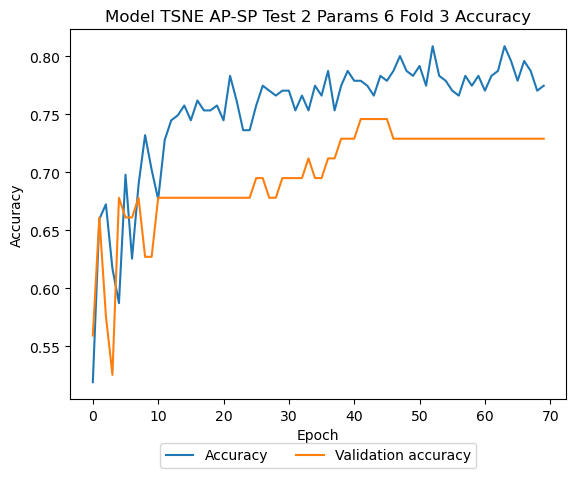 Model TSNE AP-SP Test 2 Params 6 Fold 3 Accuracy
0.80
0.75
0.70
0.65
0.60
0.55
Accuracy
0 10 20 30 40 50 60 70
Epoch
Accuracy Validation accuracy